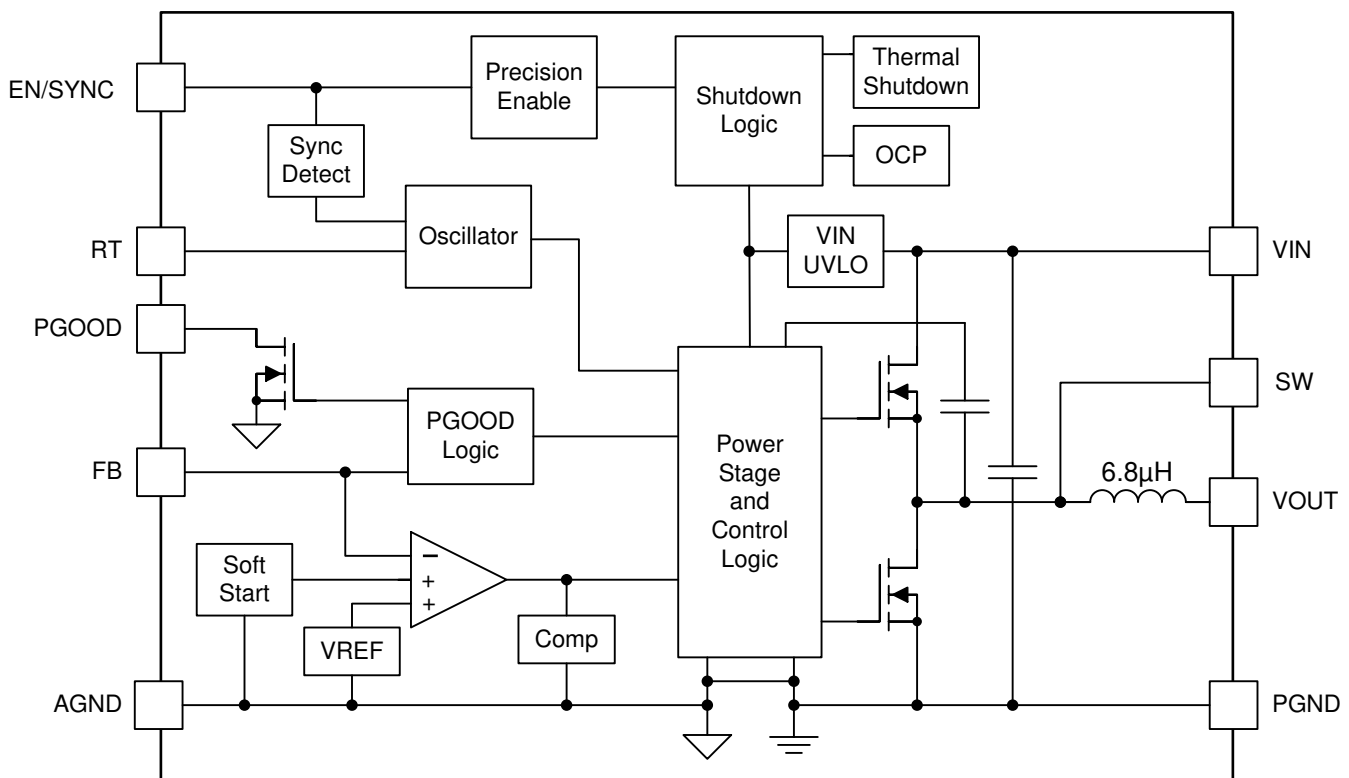 EN/SYNC
Precision
Enable
Shutdown
Logic
Thermal
Shutdown
OCP
Sync
Detect
RT
Oscillator
VIN
UVLO
VIN
PGOOD
SW
PGOOD
Logic
FB
Power
Stage
and
Control
Logic
6.8µH
VOUT
Soft
Start
−
+
+
VREF
Comp
AGND
PGND